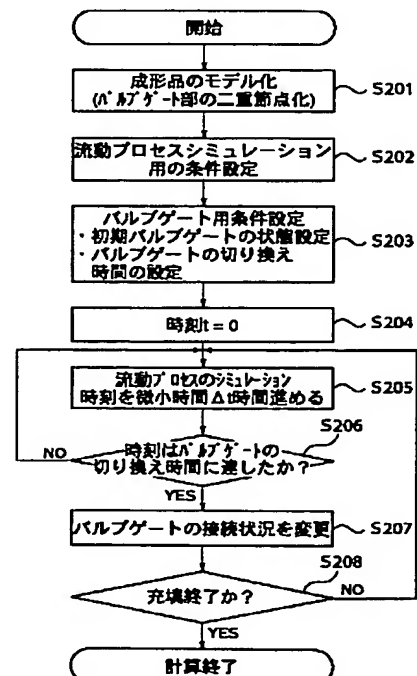 開始
成形品のモデル化
(バルブゲート部の二重節点化)
S201
流動プロセスシミュレーション
用の条件設定
S202
バルブゲート用条件設定
・初期バルブゲートの状態設定
・バルブゲートの切り換え
時間の設定
S203
時刻t = 0
S204
流動プロセスのシミュレーション
時刻を微小時間Δt時間進める
S205
S206
時刻はバルブゲートの
切り換え時間に達したか?
NO
YES
バルブゲートの接続状況を変更
S207
S208
充填終了か?
NO
YES
計算終了